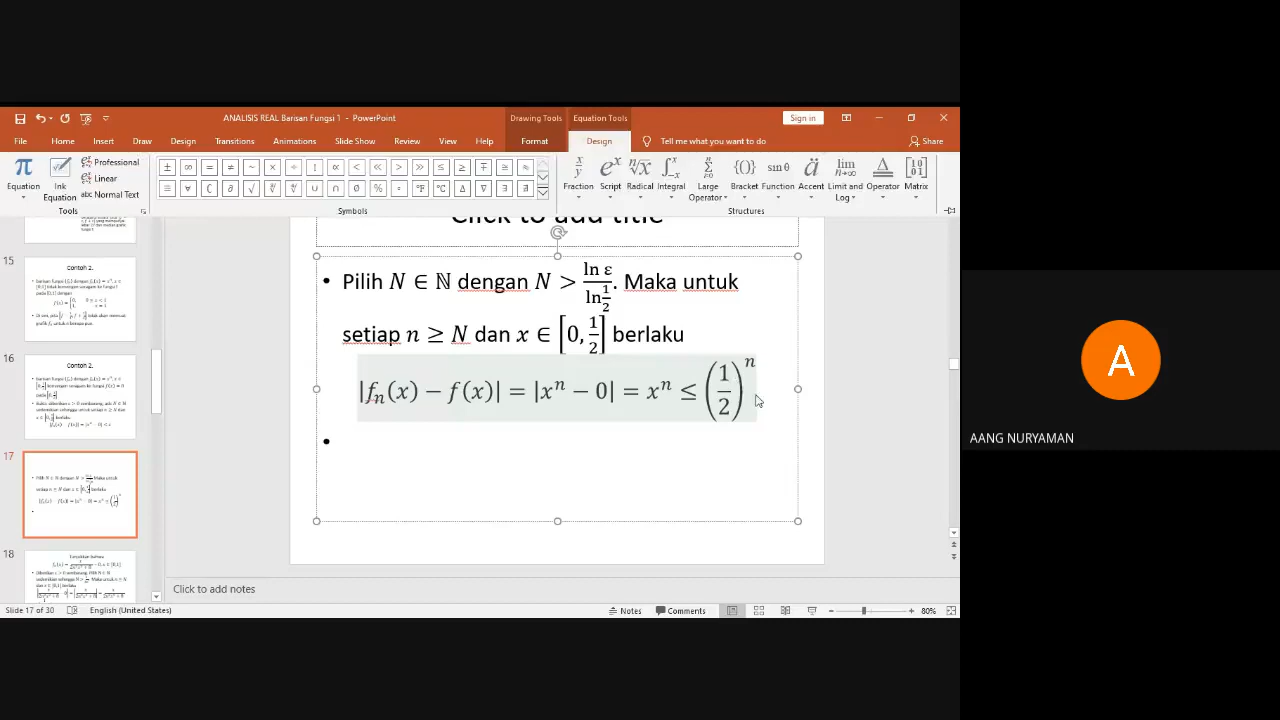 ANALISIS REAL Barisan Fungsi 1 - PowerPoint
Drawing Tools
Equation Tools
Sign in
File Home Insert Draw Design Transitions Animations Slide Show Review View Help Format Design Tell me what you want to do Share
Equation
Ink Equation
Professional
Linear
abc Normal Text
Tools
Symbols
Fraction Script Radical Integral Large Operator Bracket Function Accent Limit and Log Operator Matrix
Structures
Click to add title
• Pilih N ∈ ℕ dengan N > ln ε / ln 1/2. Maka untuk
setiap n ≥ N dan x ∈ [0, 1/2] berlaku
|fₙ(x) − f(x)| = |xⁿ − 0| = xⁿ ≤ (1/2)ⁿ
•
15
Contoh 2.
16
Contoh 2.
17
18
Click to add notes
Slide 17 of 30
English (United States)
Notes
Comments
80%
A
AANG NURYAMAN